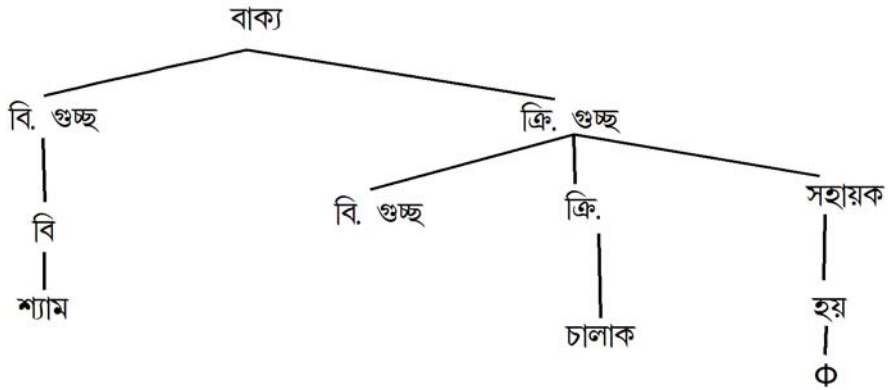 বাক্য
বি. গুচ্ছ ক্রি. গুচ্ছ
বি. গুচ্ছ ক্রি. সহায়ক
বি
শ্যাম চালাক হয়
Φ